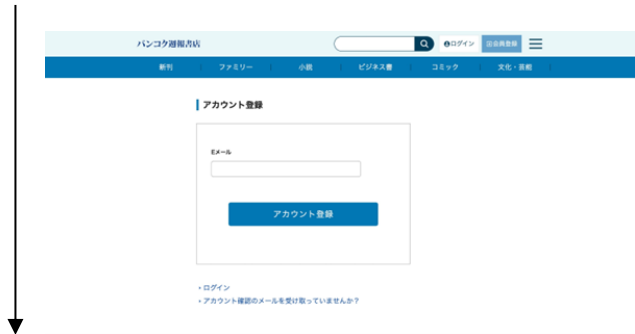 バンコク週報書店
ログイン 会員登録
新刊 ファミリー 小説 ビジネス書 コミック 文化・芸能
アカウント登録
Eメール
アカウント登録
ログイン
アカウント確認のメールを受け取っていませんか？